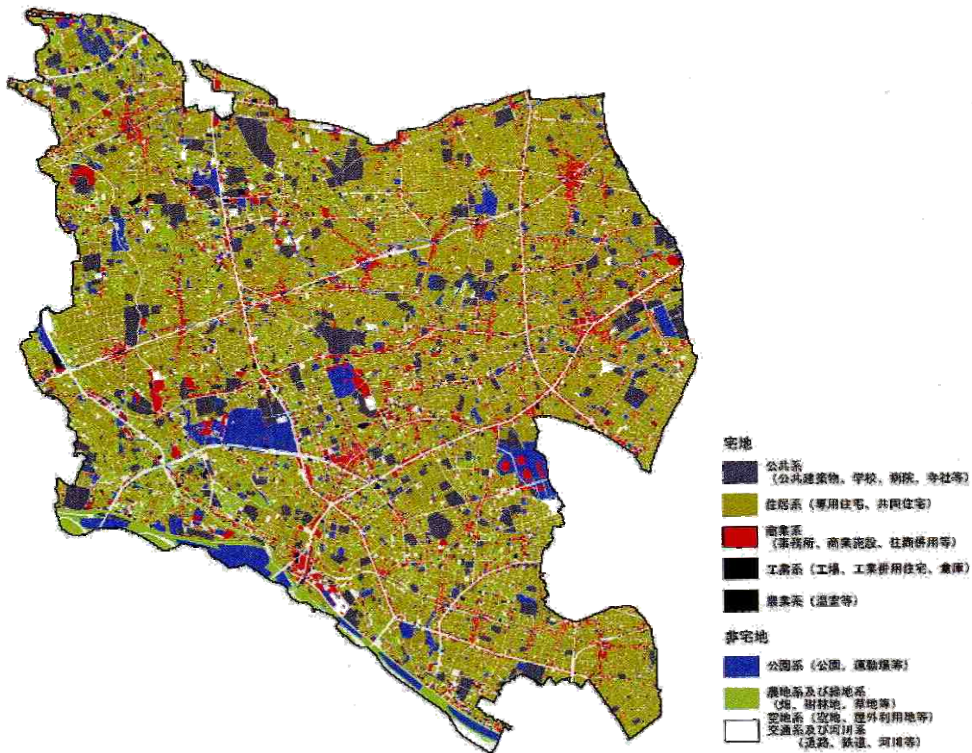 宅地
公共系
(公共建築物、学校、病院、寺社等)
住居系 (専用住宅、共同住宅)
商業系
(事務所、商業施設、住商併用等)
工業系 (工場、工業併用住宅、倉庫)
農業系 (温室等)
非宅地
公園系 (公園、運動場等)
農地系及び緑地系
(畑、樹林地、草地等)
空地系 (空地、屋外利用地等)
交通系及び河川系
(道路、鉄道、河川等)